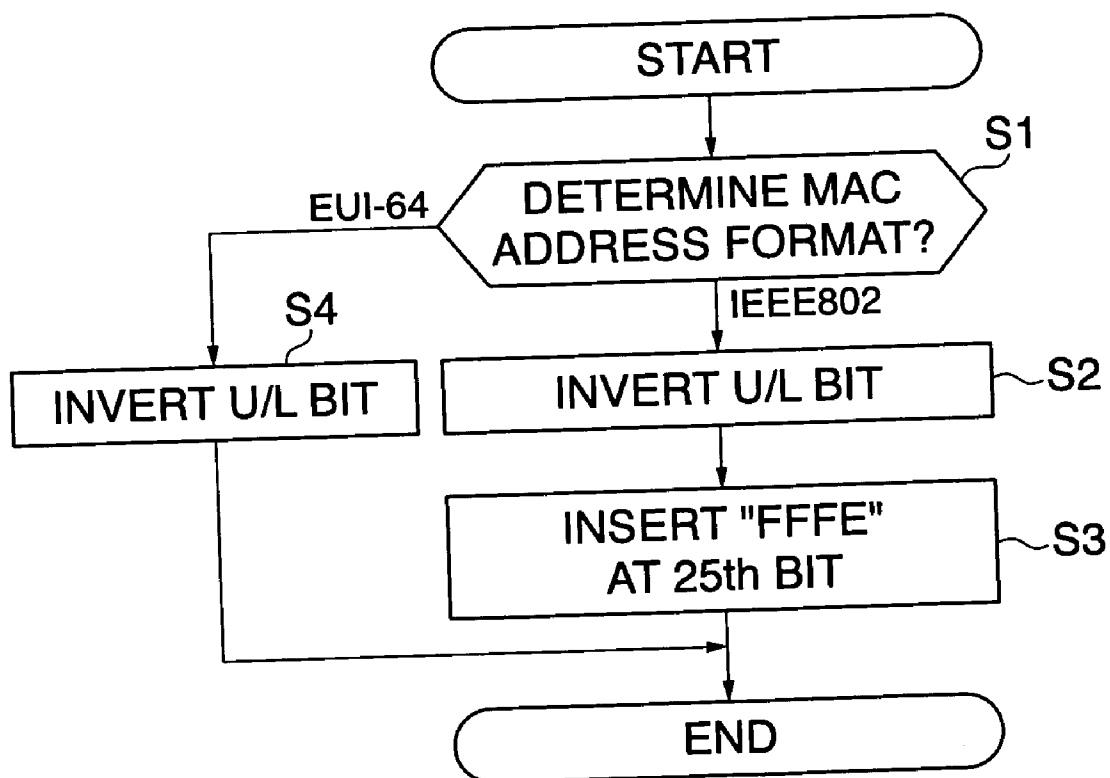 START
S1
DETERMINE MAC
ADDRESS FORMAT?
EUI-64
IEEE802
S4
INVERT U/L BIT
INVERT U/L BIT
S2
INSERT "FFFE"
AT 25th BIT
S3
END